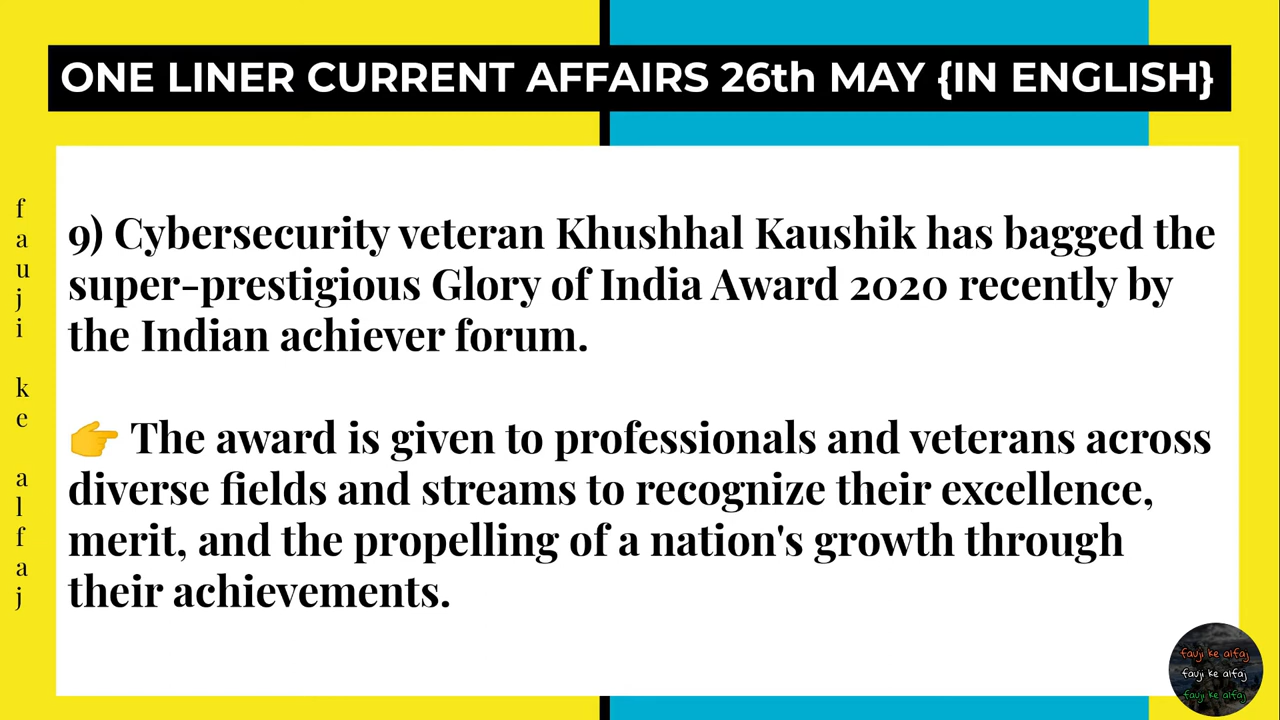 ONE LINER CURRENT AFFAIRS 26th MAY {IN ENGLISH}
9) Cybersecurity veteran Khushhal Kaushik has bagged the
super-prestigious Glory of India Award 2020 recently by
the Indian achiever forum.
👉 The award is given to professionals and veterans across
diverse fields and streams to recognize their excellence,
merit, and the propelling of a nation's growth through
their achievements.
fauji ke alfaj
fauji ke alfaj
fauji ke alfaj
fauji ke alfaj